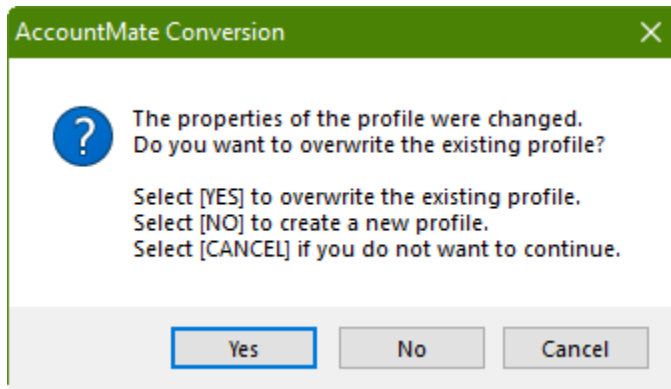 AccountMate Conversion
The properties of the profile were changed.
Do you want to overwrite the existing profile?
Select [YES] to overwrite the existing profile.
Select [NO] to create a new profile.
Select [CANCEL] if you do not want to continue.
Yes No Cancel